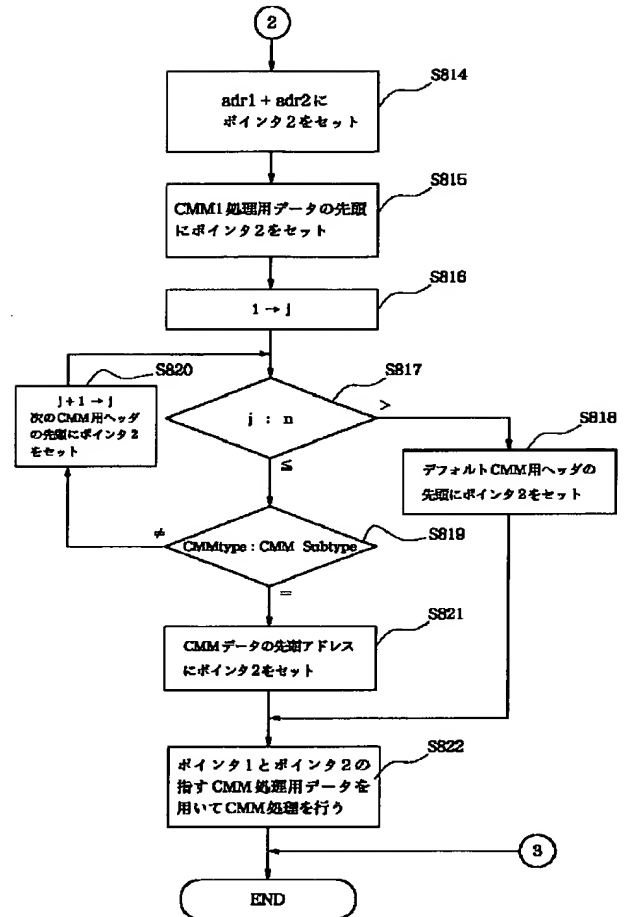 2
S814
adr1 + adr2に
ポインタ2をセット
S815
CMM1処理用データの先頭
にポインタ2をセット
S816
1 → j
S820
j+1 → j
次のCMM用ヘッダ
の先頭にポインタ2
をセット
S817
j : n
>
≦
S818
デフォルトCMM用ヘッダの
先頭にポインタ2をセット
S819
CMMtype : CMM Subtype
≠
=
S821
CMMデータの先頭アドレス
にポインタ2をセット
S822
ポインタ1とポインタ2の
指すCMM処理用データを
用いてCMM処理を行う
3
END